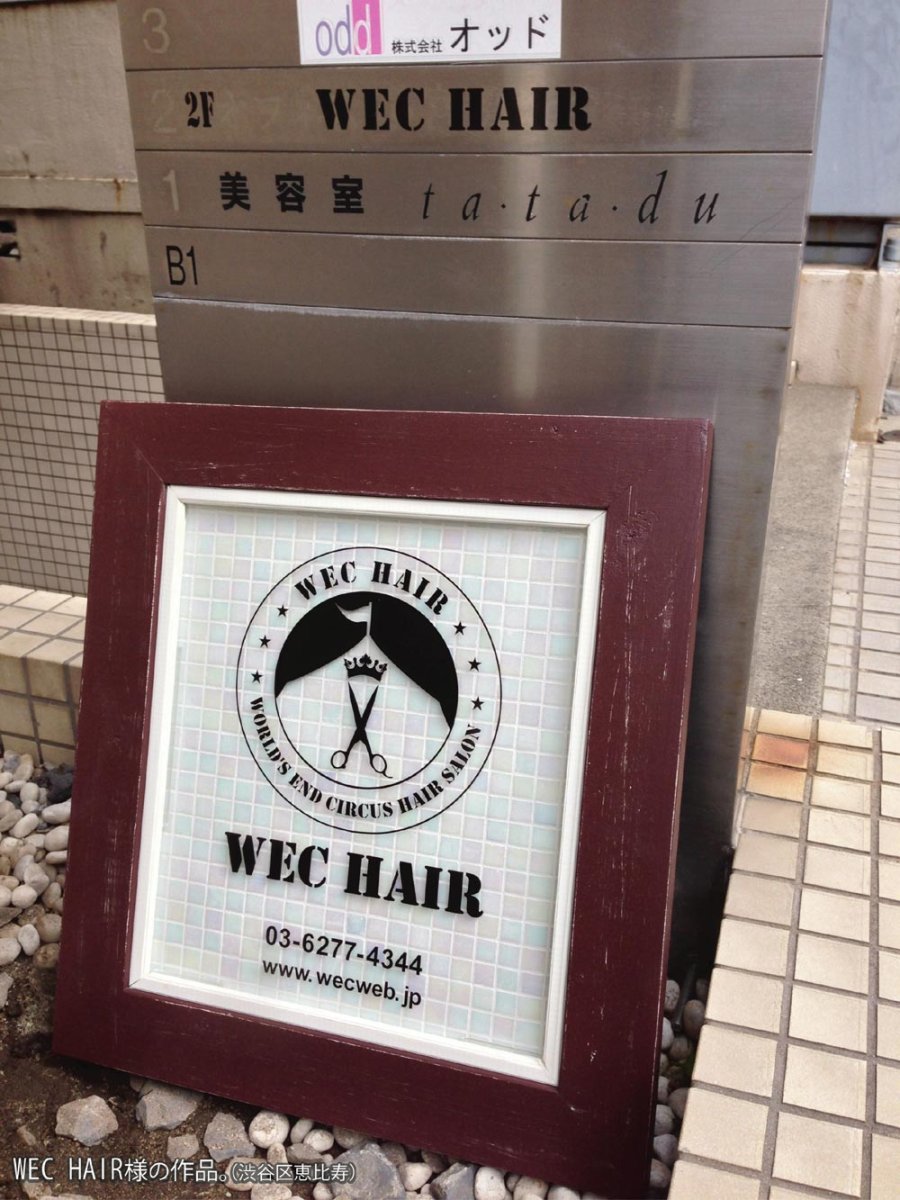 3
odd 株式会社 オッド
2F WEC HAIR
1 美容室 ta・ta・du
B1
WEC HAIR
WORLD'S END CIRCUS HAIR SALON
WEC HAIR
03-6277-4344
www.wecweb.jp
WEC HAIR様の作品。(渋谷区恵比寿)